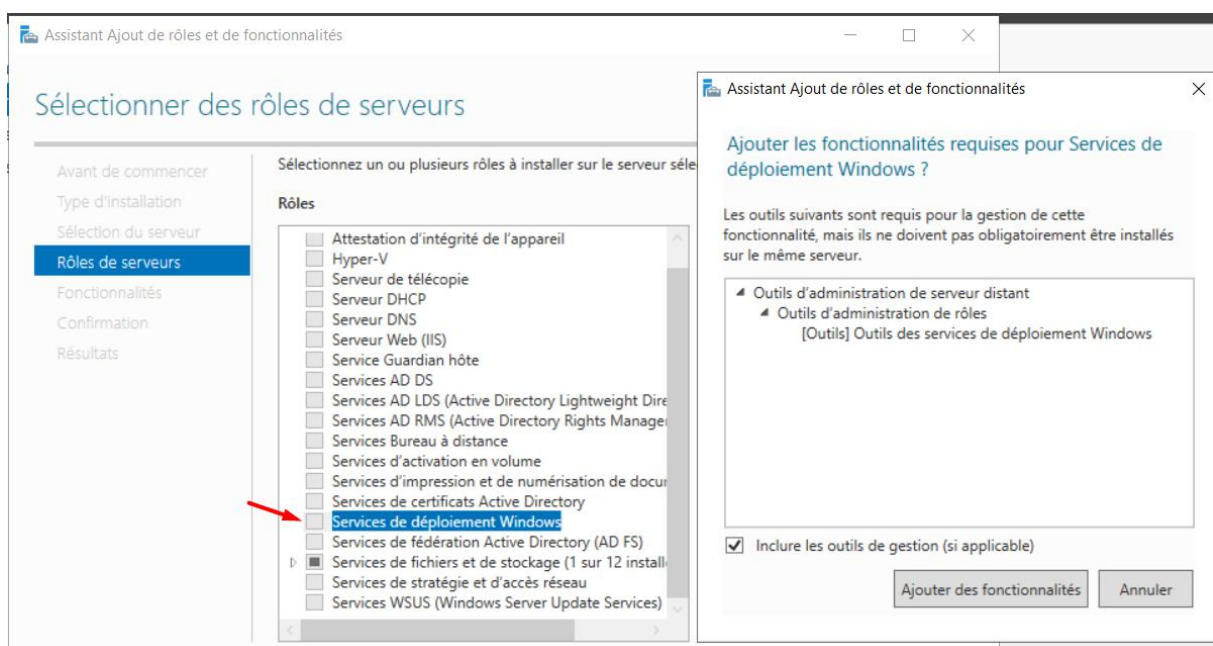 Assistant Ajout de rôles et de fonctionnalités
Sélectionner des rôles de serveurs
Avant de commencer
Type d'installation
Sélection du serveur
Rôles de serveurs
Fonctionnalités
Confirmation
Résultats
Sélectionnez un ou plusieurs rôles à installer sur le serveur séle
Rôles
Attestation d'intégrité de l'appareil
Hyper-V
Serveur de télécopie
Serveur DHCP
Serveur DNS
Serveur Web (IIS)
Service Guardian hôte
Services AD DS
Services AD LDS (Active Directory Lightweight Dire
Services AD RMS (Active Directory Rights Manager
Services Bureau à distance
Services d'activation en volume
Services d'impression et de numérisation de docur
Services de certificats Active Directory
Services de déploiement Windows
Services de fédération Active Directory (AD FS)
Services de fichiers et de stockage (1 sur 12 install
Services de stratégie et d'accès réseau
Services WSUS (Windows Server Update Services)
Assistant Ajout de rôles et de fonctionnalités
Ajouter les fonctionnalités requises pour Services de
déploiement Windows ?
Les outils suivants sont requis pour la gestion de cette
fonctionnalité, mais ils ne doivent pas obligatoirement être installés
sur le même serveur.
Outils d'administration de serveur distant
Outils d'administration de rôles
[Outils] Outils des services de déploiement Windows
Inclure les outils de gestion (si applicable)
Ajouter des fonctionnalités
Annuler